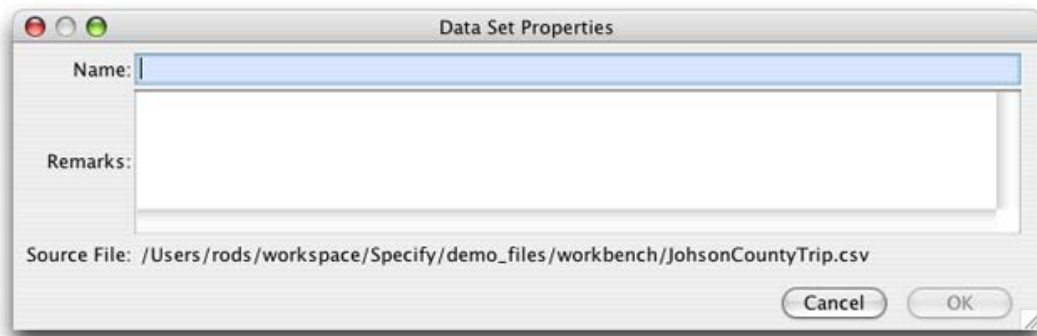 Data Set Properties
Name:
Remarks:
Source File: /Users/rods/workspace/Specify/demo_files/workbench/JohsonCountyTrip.csv
Cancel OK